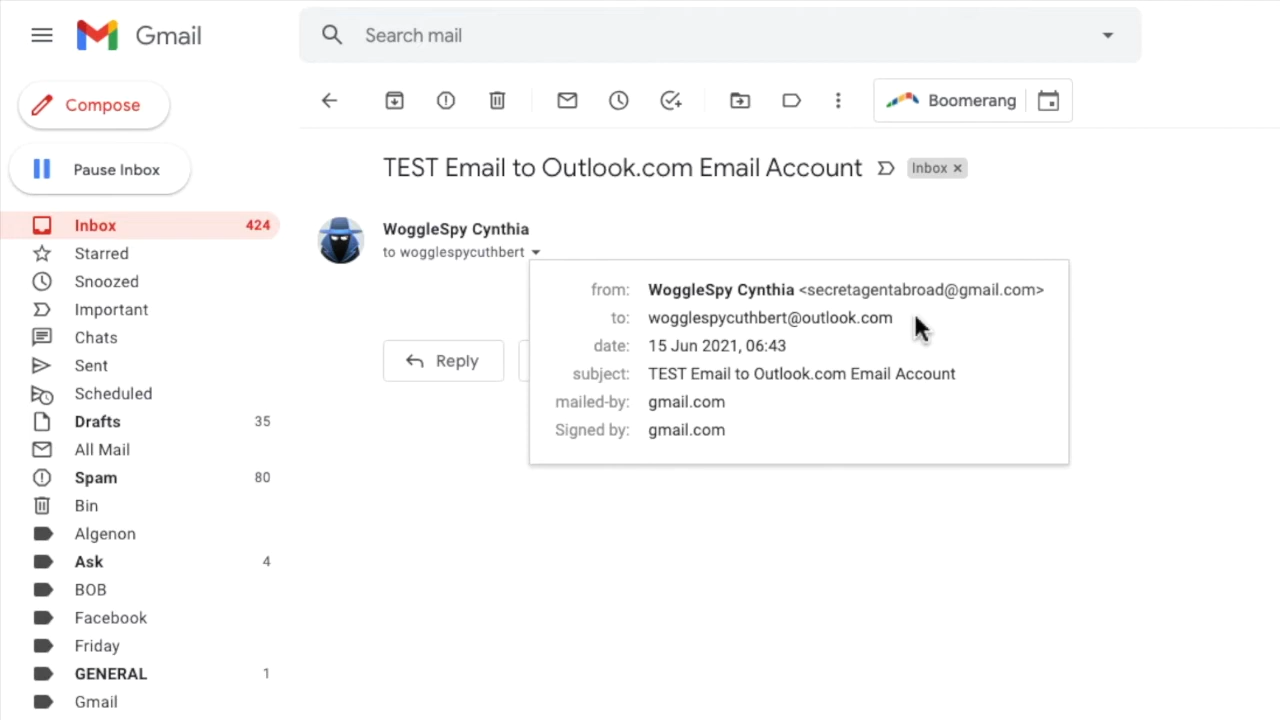 Gmail
Search mail
Compose
Boomerang
Pause Inbox
TEST Email to Outlook.com Email Account
Inbox ×
Inbox 424
WoggleSpy Cynthia
to wogglespycuthbert
Starred
Snoozed
Important
Chats
Sent
Scheduled
Drafts 35
All Mail
Spam 80
Bin
Algenon
Ask 4
BOB
Facebook
Friday
GENERAL 1
Gmail
from: WoggleSpy Cynthia <secretagentabroad@gmail.com>
to: wogglespycuthbert@outlook.com
date: 15 Jun 2021, 06:43
subject: TEST Email to Outlook.com Email Account
mailed-by: gmail.com
Signed by: gmail.com
Reply